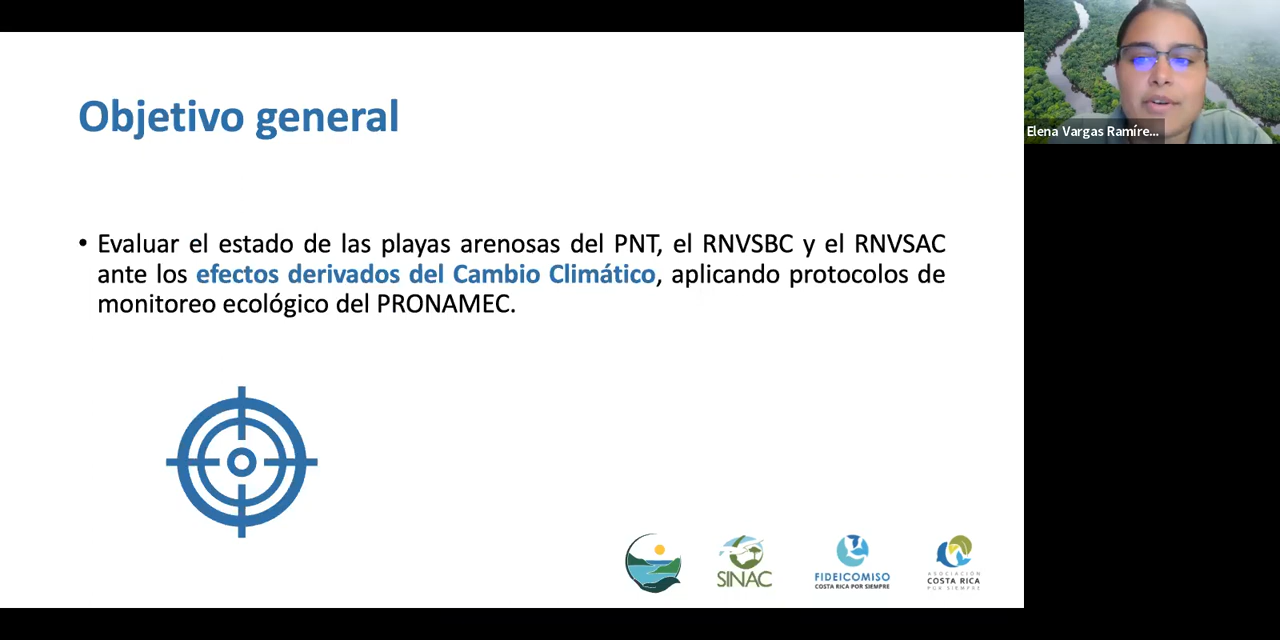 Objetivo general
• Evaluar el estado de las playas arenosas del PNT, el RNVSBC y el RNVSAC
ante los efectos derivados del Cambio Climático, aplicando protocolos de
monitoreo ecológico del PRONAMEC.
Elena Vargas Ramíre...
SINAC
FIDEICOMISO
COSTA RICA POR SIEMPRE
ASOCIACIÓN
COSTA RICA
POR SIEMPRE